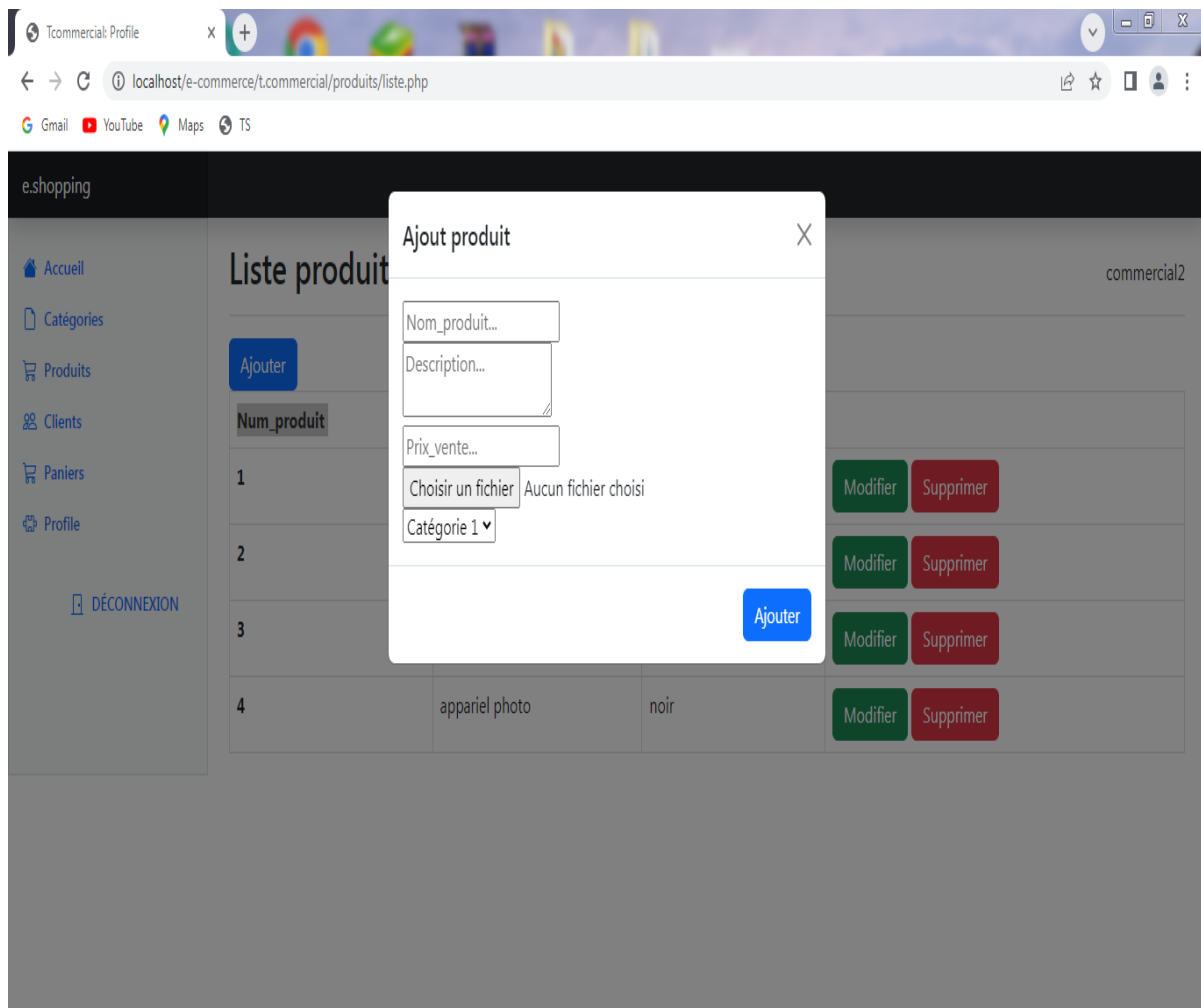 Tcommercial: Profile
localhost/e-commerce/t.commercial/produits/liste.php
Gmail YouTube Maps TS
e.shopping
Accueil
Catégories
Produits
Clients
Paniers
Profile
DÉCONNEXION
Liste produit
commercial2
Ajouter
Num_produit
1 Modifier Supprimer
2 Modifier Supprimer
3 Modifier Supprimer
4 appariel photo noir Modifier Supprimer
Ajout produit
Nom_produit...
Description...
Prix_vente...
Choisir un fichier Aucun fichier choisi
Catégorie 1
Ajouter